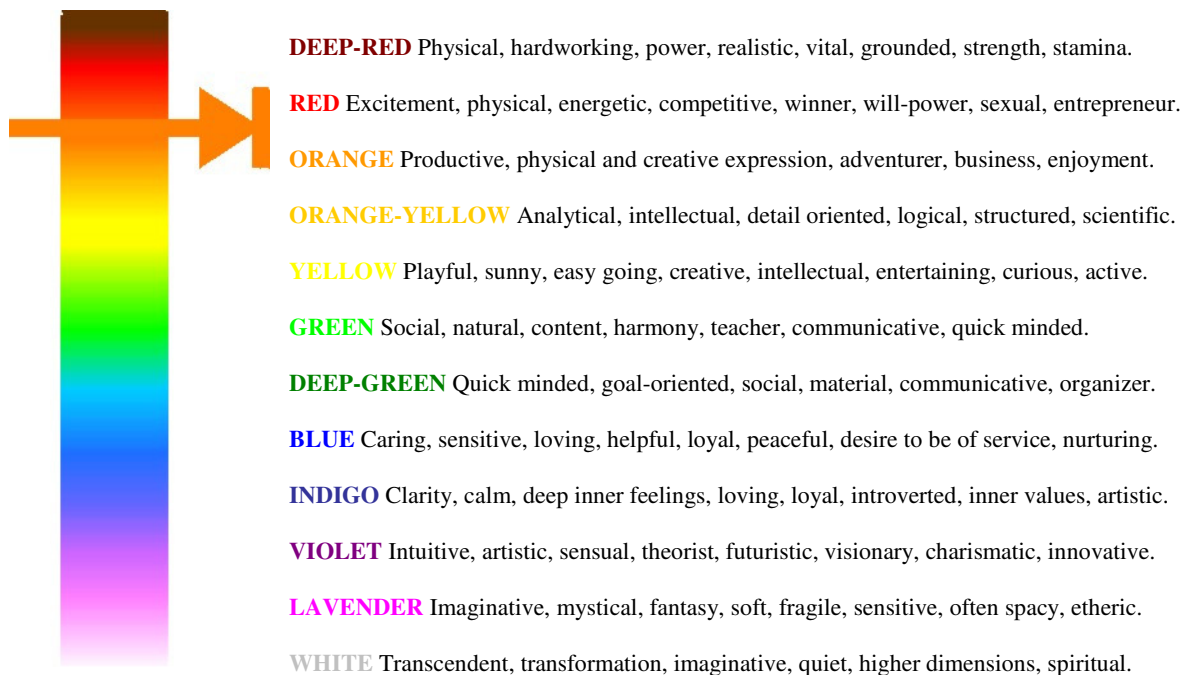 DEEP-RED Physical, hardworking, power, realistic, vital, grounded, strength, stamina.
RED Excitement, physical, energetic, competitive, winner, will-power, sexual, entrepreneur.
ORANGE Productive, physical and creative expression, adventurer, business, enjoyment.
ORANGE-YELLOW Analytical, intellectual, detail oriented, logical, structured, scientific.
YELLOW Playful, sunny, easy going, creative, intellectual, entertaining, curious, active.
GREEN Social, natural, content, harmony, teacher, communicative, quick minded.
DEEP-GREEN Quick minded, goal-oriented, social, material, communicative, organizer.
BLUE Caring, sensitive, loving, helpful, loyal, peaceful, desire to be of service, nurturing.
INDIGO Clarity, calm, deep inner feelings, loving, loyal, introverted, inner values, artistic.
VIOLET Intuitive, artistic, sensual, theorist, futuristic, visionary, charismatic, innovative.
LAVENDER Imaginative, mystical, fantasy, soft, fragile, sensitive, often spacy, etheric.
WHITE Transcendent, transformation, imaginative, quiet, higher dimensions, spiritual.